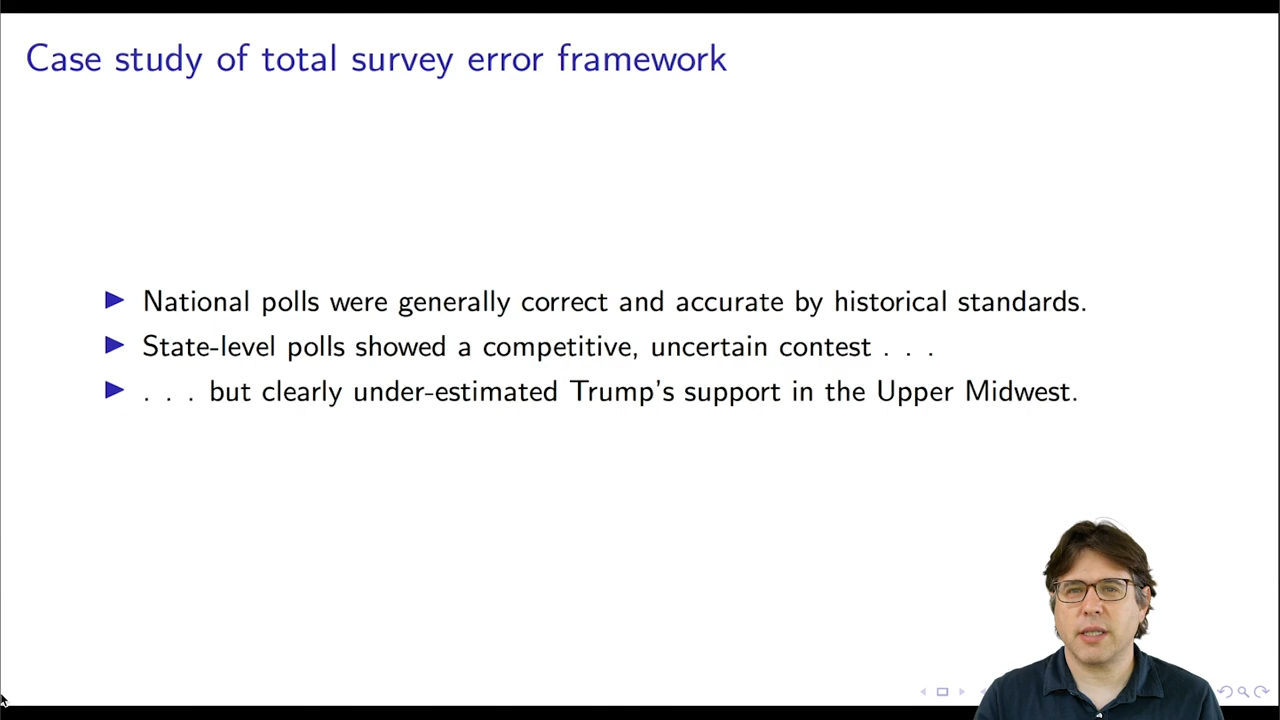 Case study of total survey error framework
National polls were generally correct and accurate by historical standards.
State-level polls showed a competitive, uncertain contest . . .
. . . but clearly under-estimated Trump's support in the Upper Midwest.